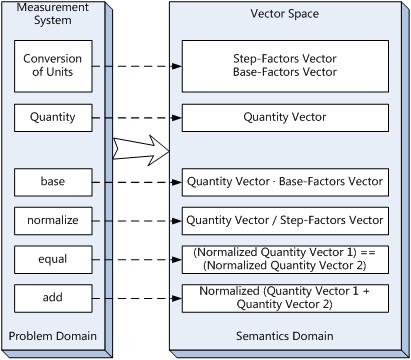 Measurement
System
Vector Space
Conversion
of Units
Step-Factors Vector
Base-Factors Vector
Quantity
Quantity Vector
base
Quantity Vector · Base-Factors Vector
normalize
Quantity Vector / Step-Factors Vector
equal
(Normalized Quantity Vector 1) ==
(Normalized Quantity Vector 2)
add
Normalized (Quantity Vector 1 +
Quantity Vector 2)
Problem Domain
Semantics Domain